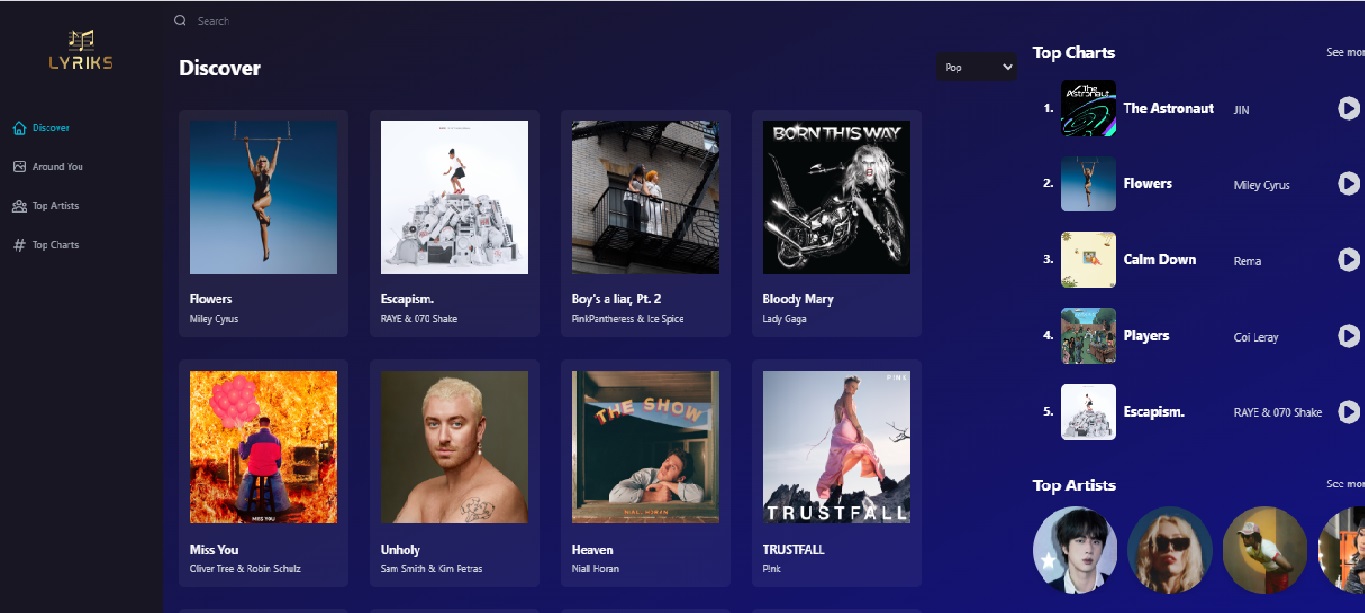 LYRIKS
Discover
Around You
Top Artists
Top Charts
Search
Discover
Pop
Flowers
Miley Cyrus
Escapism.
RAYE & 070 Shake
Boy's a liar, Pt. 2
PinkPantheress & Ice Spice
BORN THIS WAY
Bloody Mary
Lady Gaga
MISS YOU
Miss You
Oliver Tree & Robin Schulz
Unholy
Sam Smith & Kim Petras
THE SHOW
NIALL HORAN
Heaven
Niall Horan
P!NK
TRUSTFALL
TRUSTFALL
P!nk
Top Charts
See mor
1.
The Astronaut
The Astronaut
JIN
2.
Flowers
Miley Cyrus
3.
Calm Down
Rema
4.
Players
Coi Leray
5.
Escapism.
RAYE & 070 Shake
Top Artists
See mor